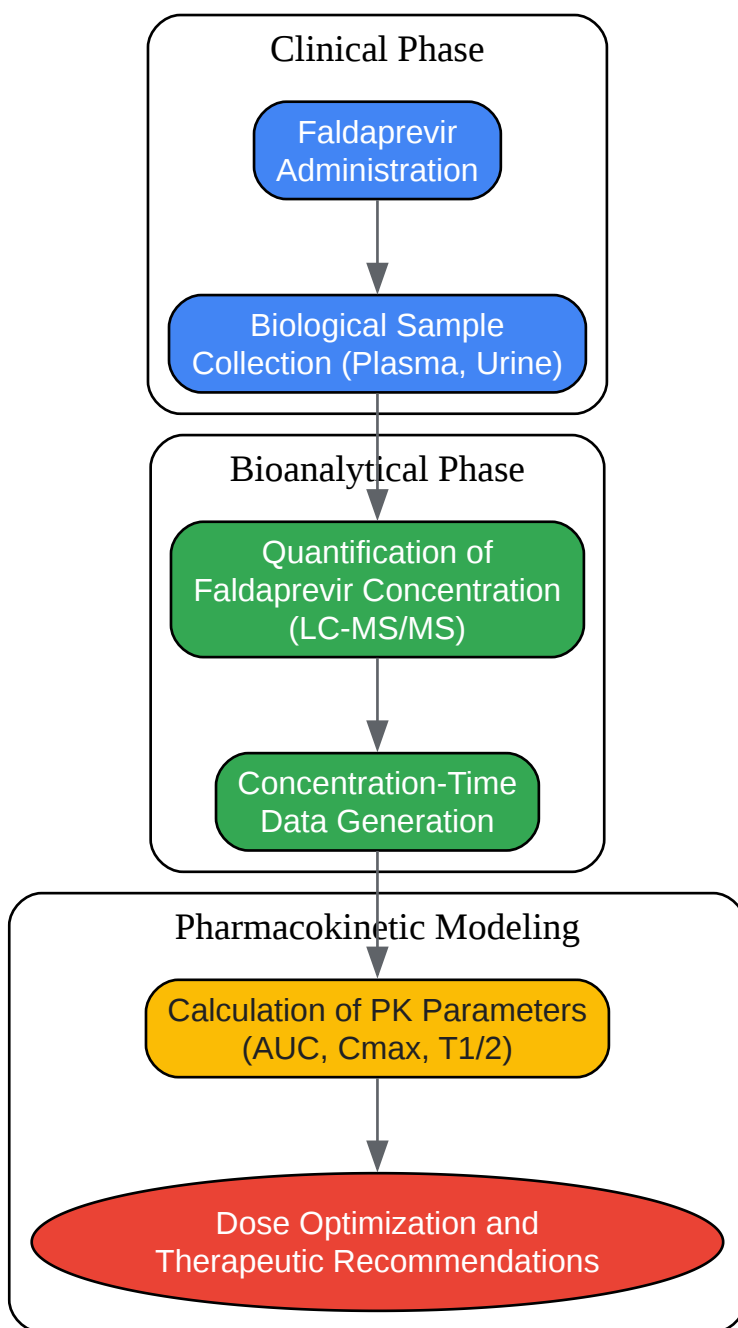 Clinical Phase
Faldaprevir
Administration
Biological Sample
Collection (Plasma, Urine)
Bioanalytical Phase
Quantification of
Faldaprevir Concentration
(LC-MS/MS)
Concentration-Time
Data Generation
Pharmacokinetic Modeling
Calculation of PK Parameters
(AUC, Cmax, T1/2)
Dose Optimization and
Therapeutic Recommendations